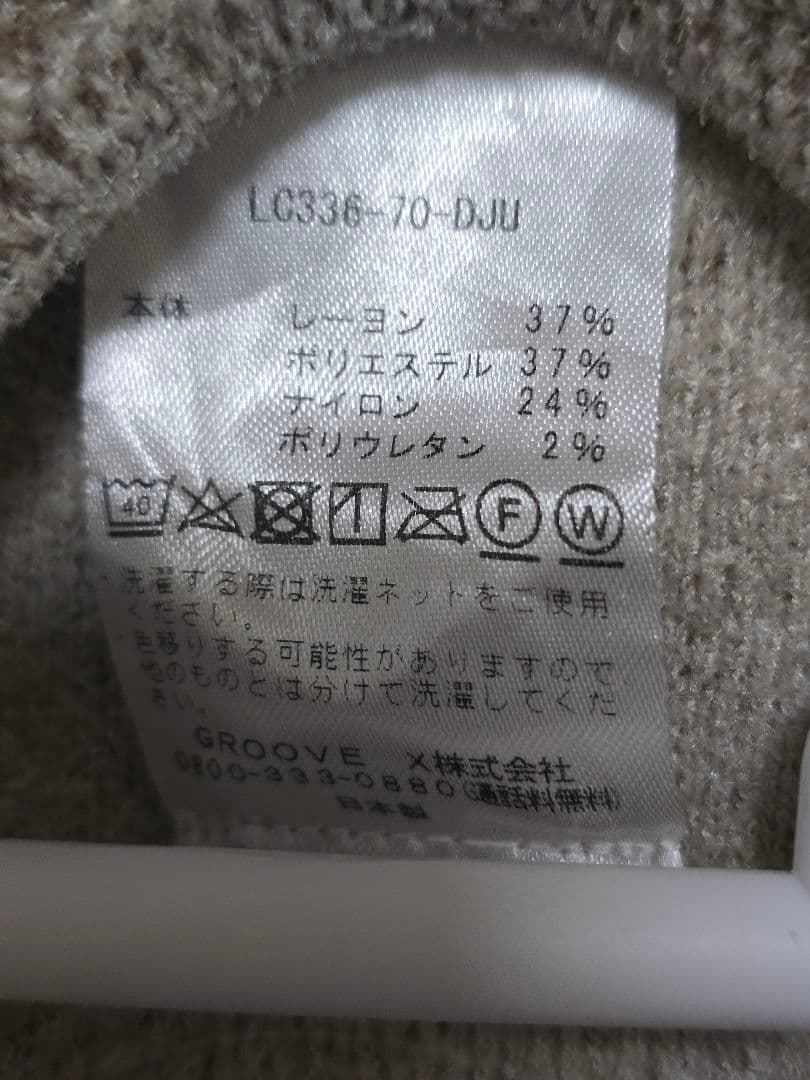 LC336-70-DJU
本体 レーヨン 37%
ポリエステル 37%
ナイロン 24%
ポリウレタン 2%
40 F W
・洗濯する際は洗濯ネットをご使用
ください。
・色移りする可能性がありますので、
他のものとは分けて洗濯してくだ
さい。
GROOVE X株式会社
0800-333-0880(通話料無料)
日本製